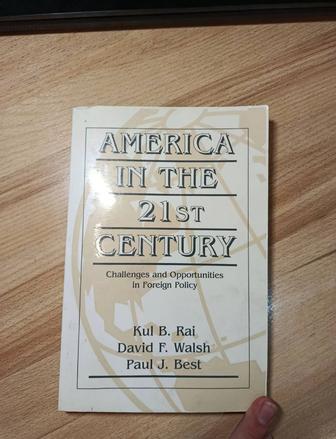 AMERICA
IN THE
21ST
CENTURY
Challenges and Opportunities
in Foreign Policy
Kul B. Rai
David F. Walsh
Paul J. Best